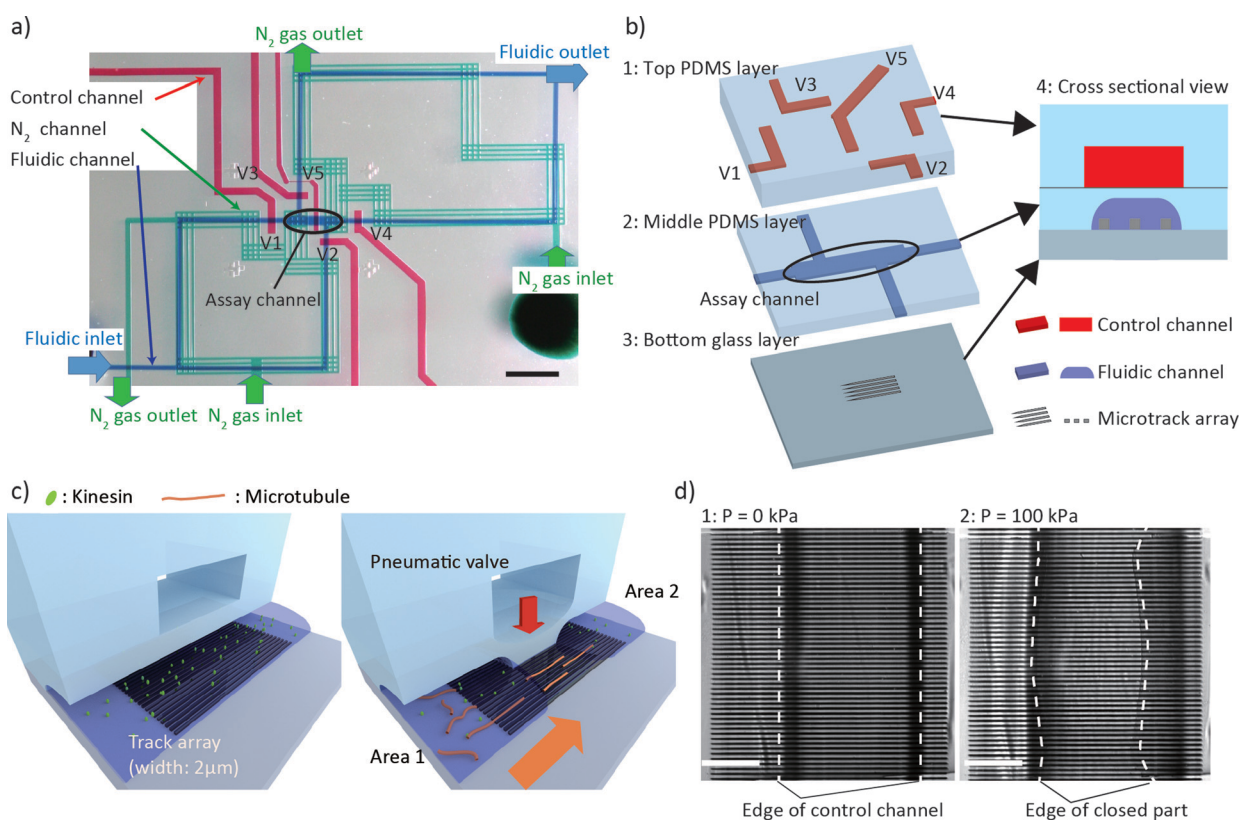 a)
N₂ gas outlet
Fluidic outlet
Control channel
N₂ channel
Fluidic channel
V3
V5
V1
V2
V4
Assay channel
N₂ gas inlet
Fluidic inlet
N₂ gas outlet
N₂ gas inlet
b)
1: Top PDMS layer
V5
V3
V4
V1
V2
2: Middle PDMS layer
Assay channel
3: Bottom glass layer
4: Cross sectional view
Control channel
Fluidic channel
Microtrack array
c)
: Kinesin
: Microtubule
Track array
(width: 2μm)
Pneumatic valve
Area 2
Area 1
d)
1: P = 0 kPa
2: P = 100 kPa
Edge of control channel
Edge of closed part